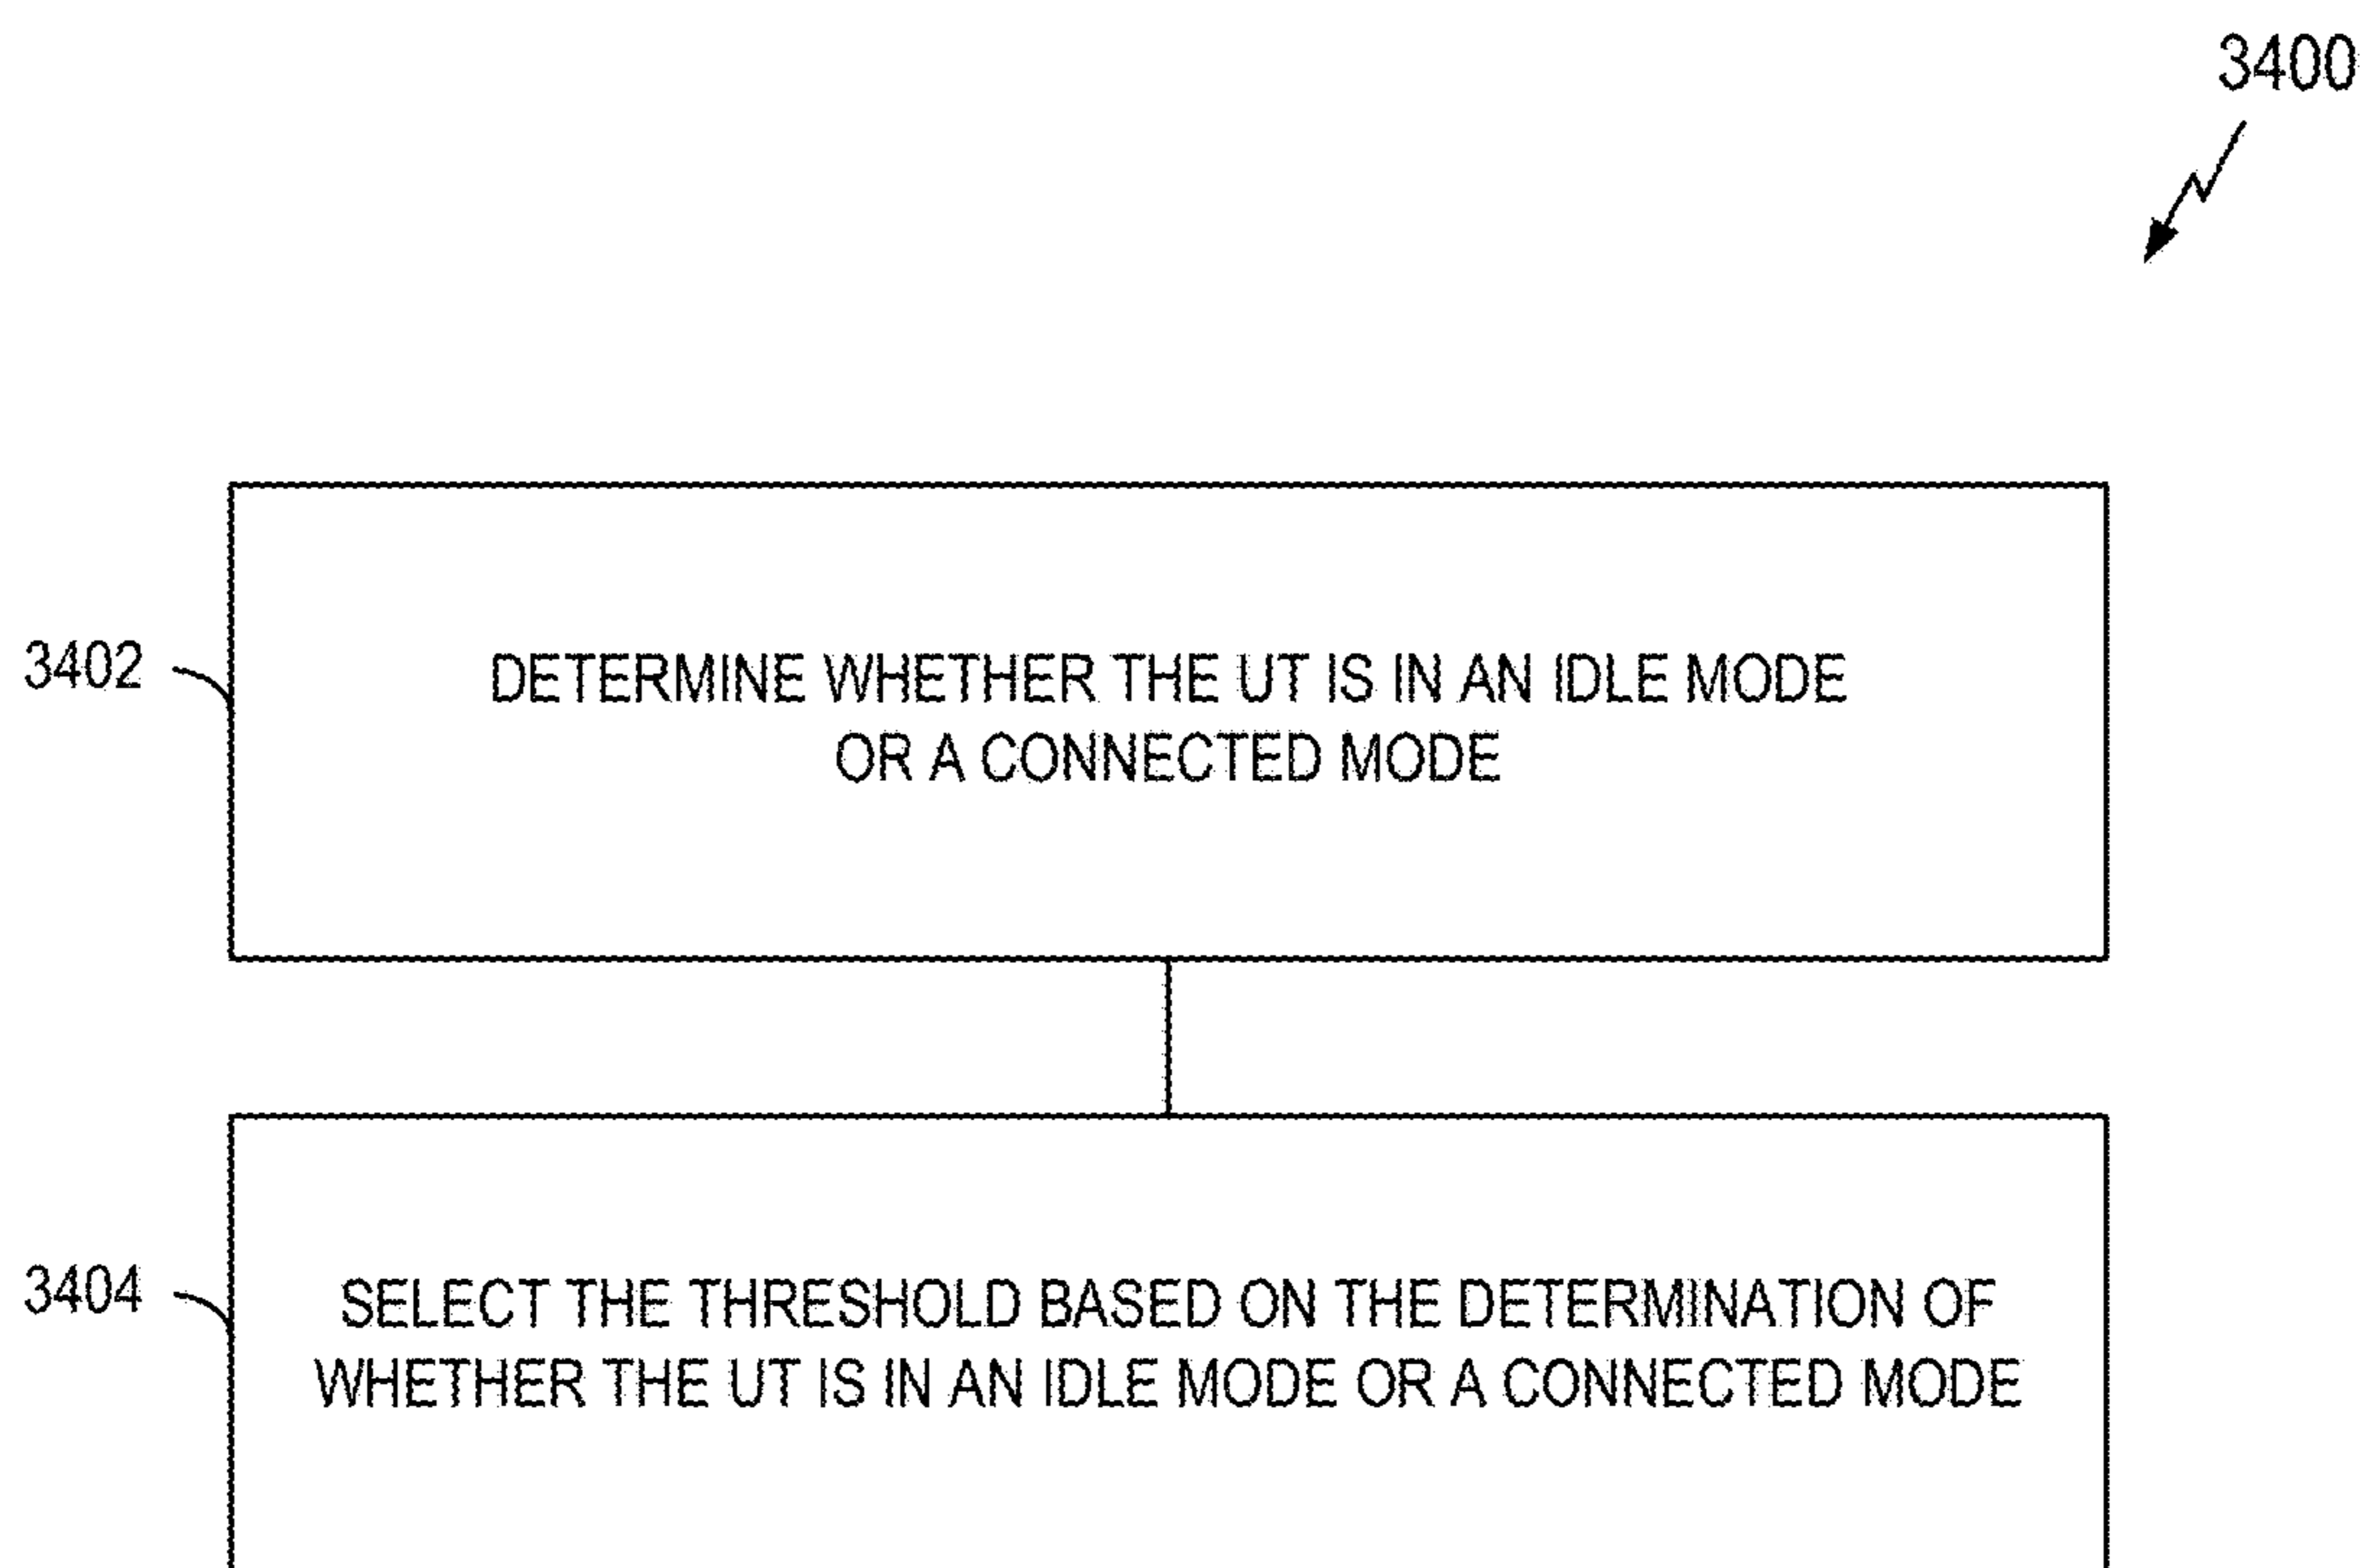 3400
3402
DETERMINE WHETHER THE UT IS IN AN IDLE MODE
OR A CONNECTED MODE
3404
SELECT THE THRESHOLD BASED ON THE DETERMINATION OF
WHETHER THE UT IS IN AN IDLE MODE OR A CONNECTED MODE